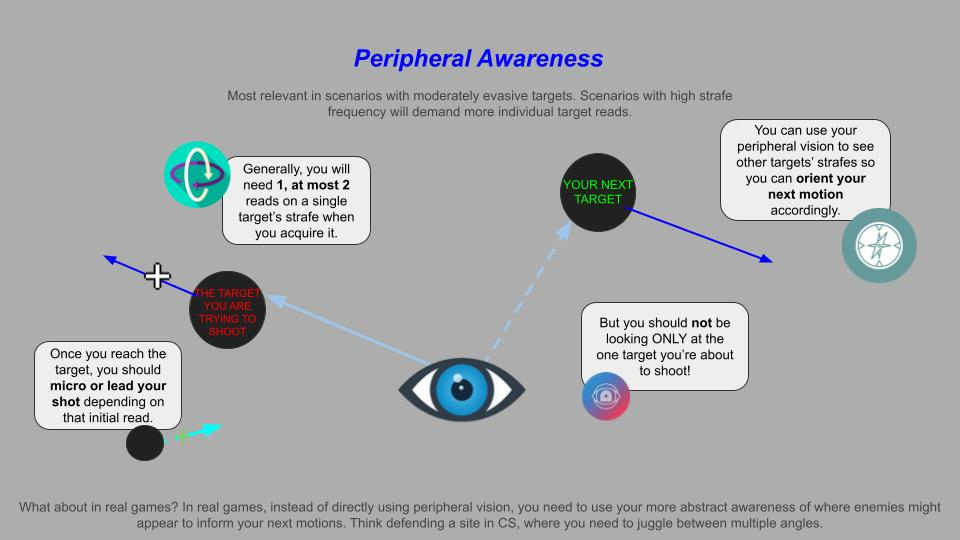 Peripheral Awareness
Most relevant in scenarios with moderately evasive targets. Scenarios with high strafe
frequency will demand more individual target reads.
Generally, you will
need 1, at most 2
reads on a single
target's strafe when
you acquire it.
YOUR NEXT
TARGET
You can use your
peripheral vision to see
other targets' strafes so
you can orient your
next motion
accordingly.
THE TARGET
YOU ARE
TRYING TO
SHOOT
But you should not be
looking ONLY at the
one target you're about
to shoot!
Once you reach the
target, you should
micro or lead your
shot depending on
that initial read.
What about in real games? In real games, instead of directly using peripheral vision, you need to use your more abstract awareness of where enemies might
appear to inform your next motions. Think defending a site in CS, where you need to juggle between multiple angles.